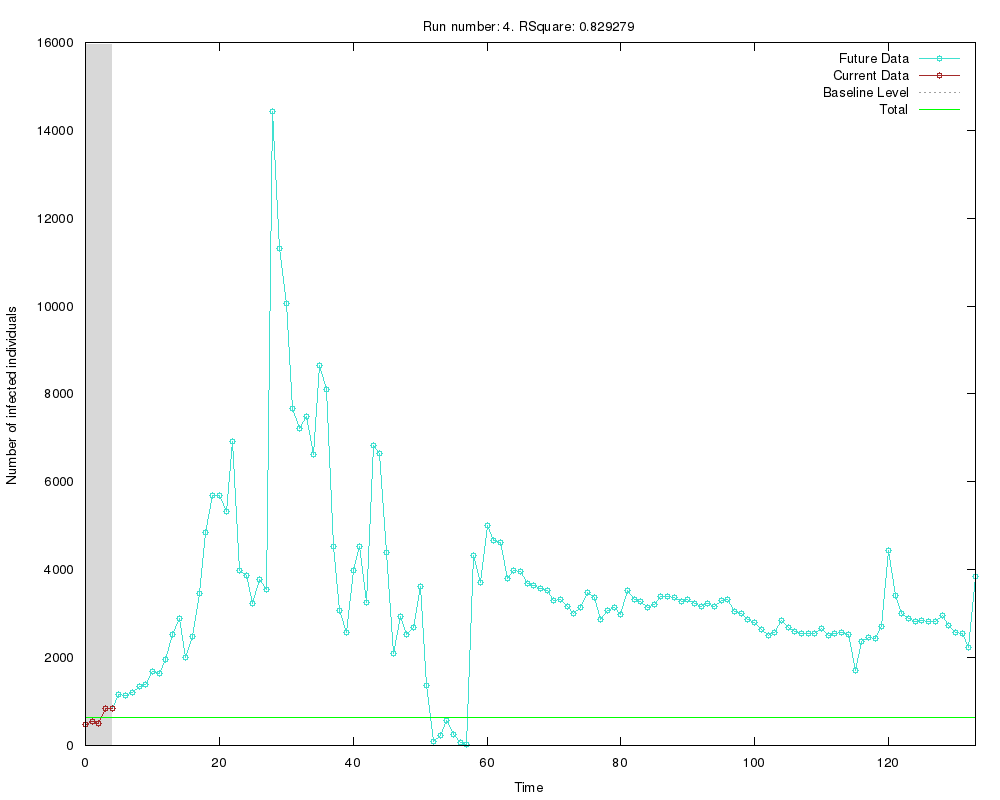 Run number: 4. RSquare: 0.829279
Number of infected individuals
16000
14000
12000
10000
8000
6000
4000
2000
0
Future Data
Current Data
Baseline Level
Total
0 20 40 60 80 100 120
Time